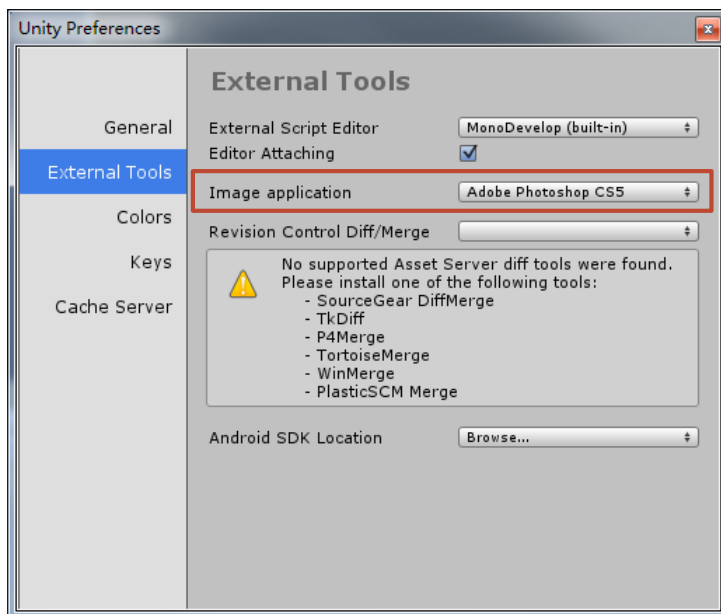 Unity Preferences
External Tools
General
External Tools
Colors
Keys
Cache Server
External Script Editor MonoDevelop (built-in)
Editor Attaching
Image application Adobe Photoshop CS5
Revision Control Diff/Merge
No supported Asset Server diff tools were found.
Please install one of the following tools:
- SourceGear DiffMerge
- TkDiff
- P4Merge
- TortoiseMerge
- WinMerge
- PlasticSCM Merge
Android SDK Location Browse...